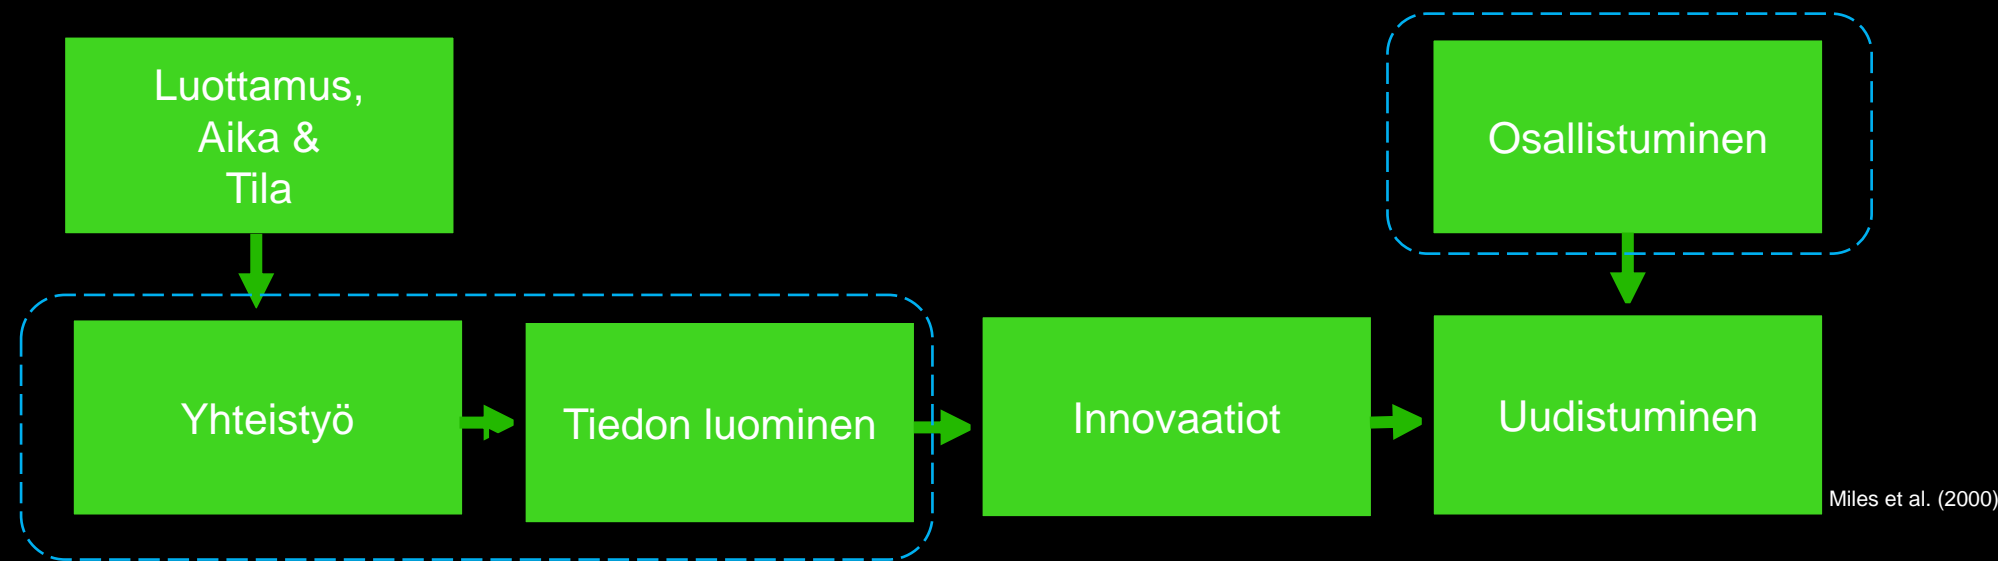 Luottamus,
Aika &
Tila
Osallistuminen
Yhteistyö
Tiedon luominen
Innovaatiot
Uudistuminen
Miles et al. (2000)